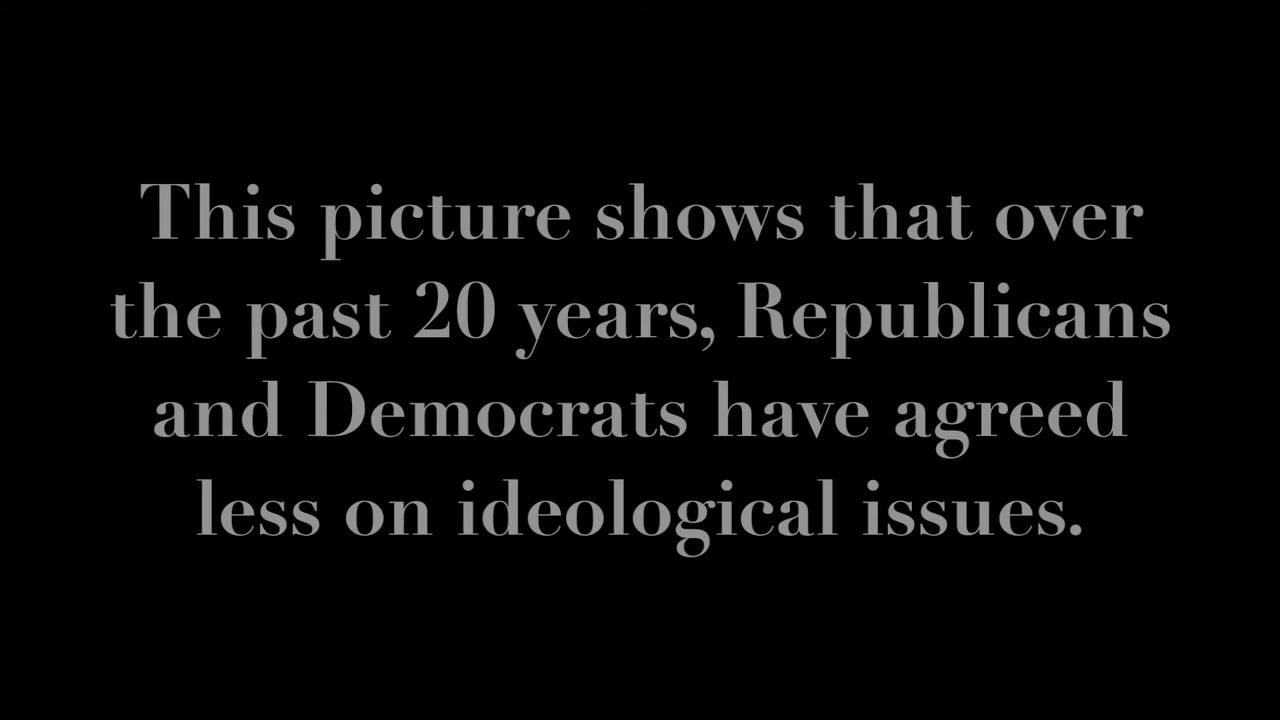 This picture shows that over
the past 20 years, Republicans
and Democrats have agreed
less on ideological issues.